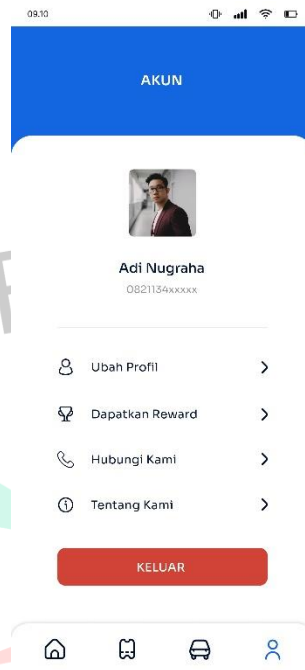 09.10
AKUN
Adi Nugraha
0821134xxxxx
Ubah Profil
Dapatkan Reward
Hubungi Kami
Tentang Kami
KELUAR